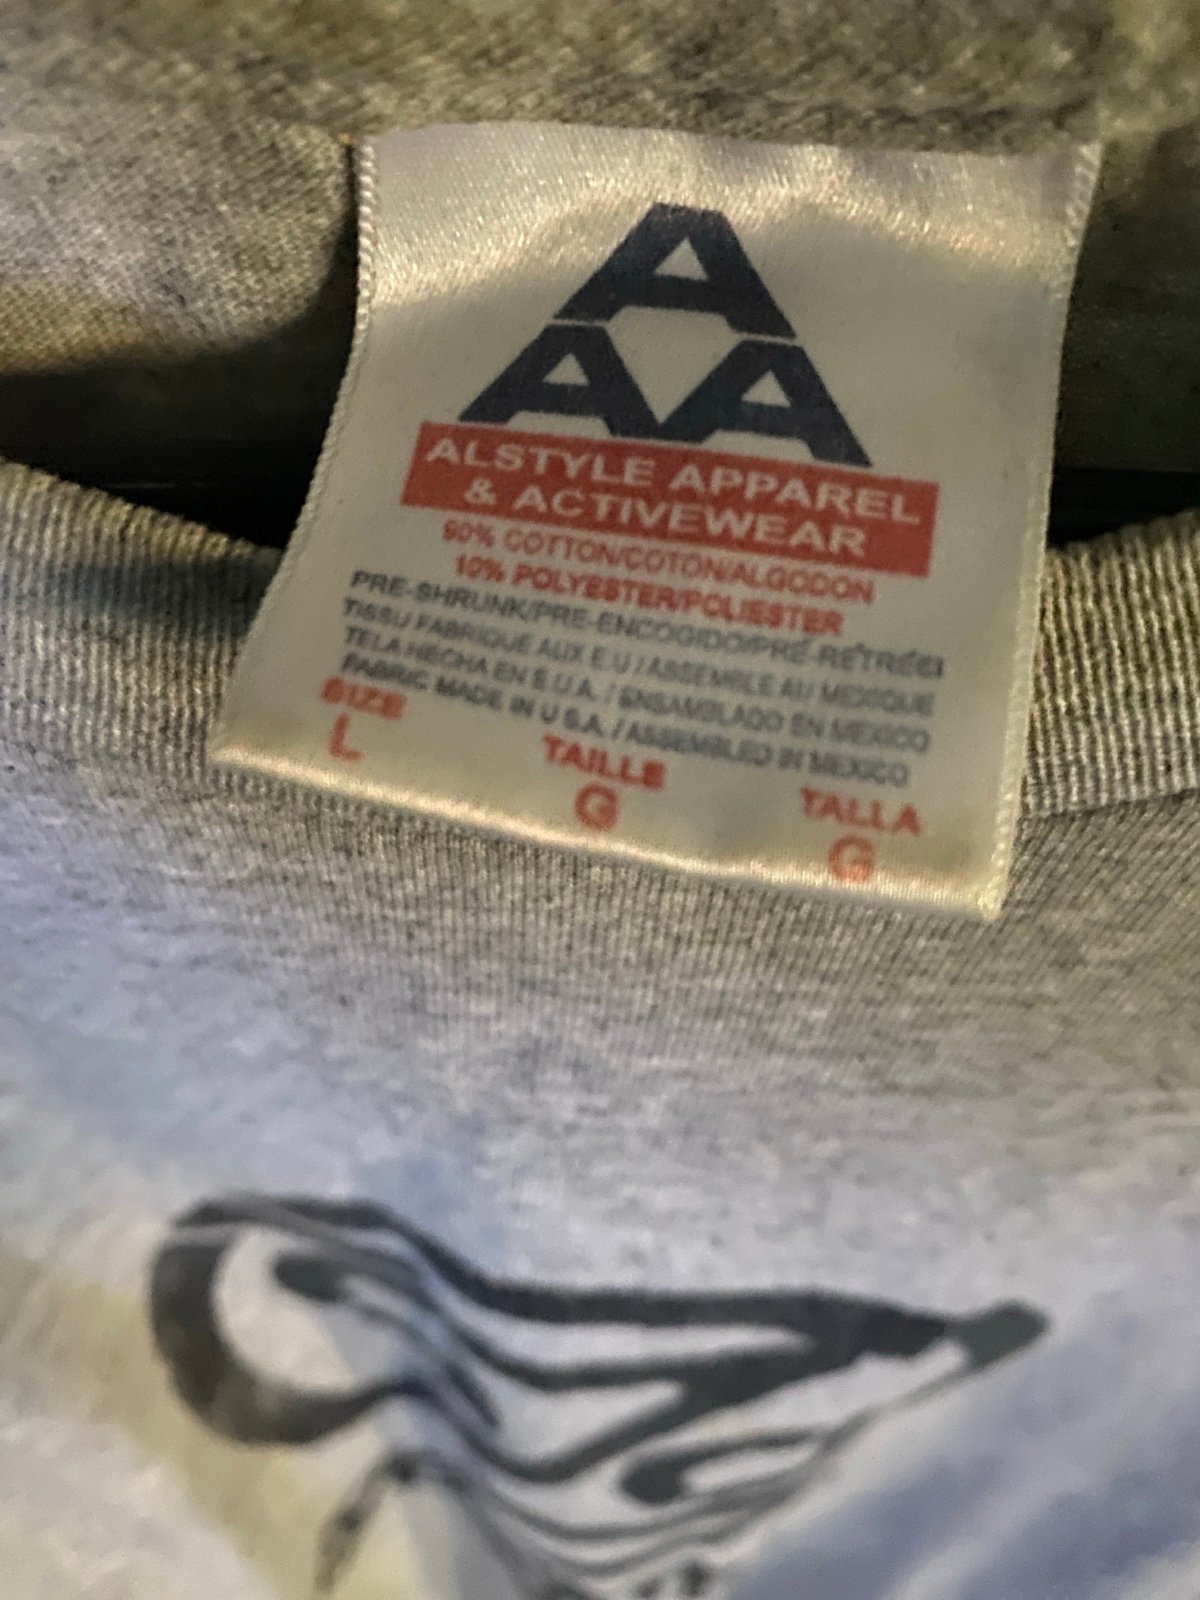 A
AA
ALSTYLE APPAREL
& ACTIVEWEAR
90% COTTON/COTON/ALGODON
10% POLYESTER/POLIESTER
PRE-SHRUNK/PRE-ENCOGIDO/PRÉ-RÉTRÉCI
TISSU FABRIQUE AUX E.U / ASSEMBLE AU MEXIQUE
TELA HECHA EN E.U.A. / ENSAMBLADO EN MEXICO
FABRIC MADE IN U.S.A. / ASSEMBLED IN MEXICO
SIZE TAILLE TALLA
L G G